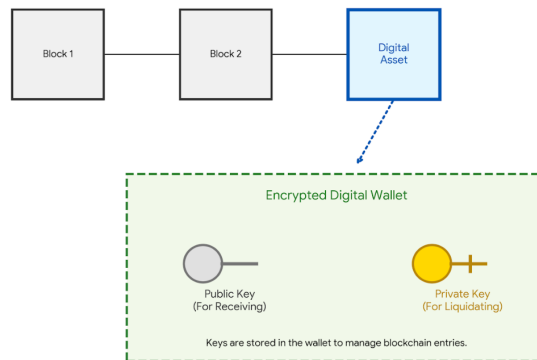 Block 1
Block 2
Digital
Asset
Encrypted Digital Wallet
Public Key
(For Receiving)
Private Key
(For Liquidating)
Keys are stored in the wallet to manage blockchain entries.